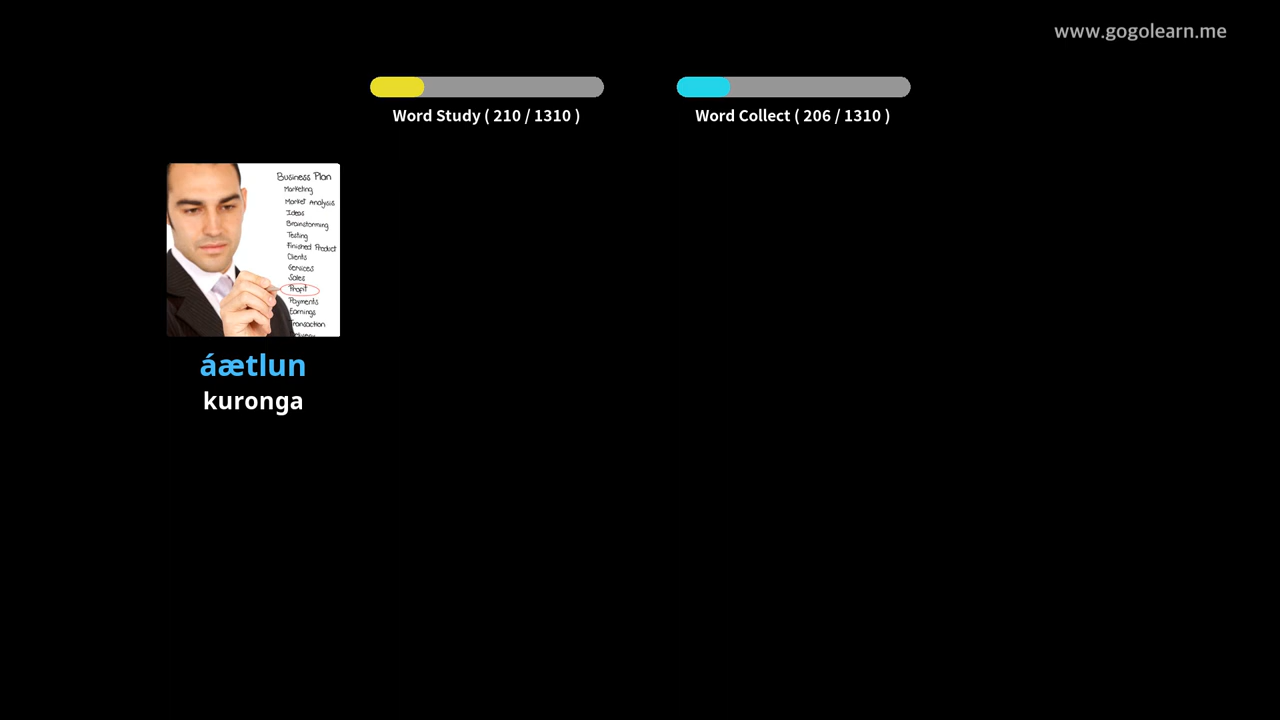 www.gogolearn.me
Word Study ( 210 / 1310 )
Word Collect ( 206 / 1310 )
Business Plan
Marketing
Market Analysis
Ideas
Brainstorming
Testing
Finished Product
Clients
Services
Sales
Profit
Payments
Earnings
Transaction
áætlun
kuronga